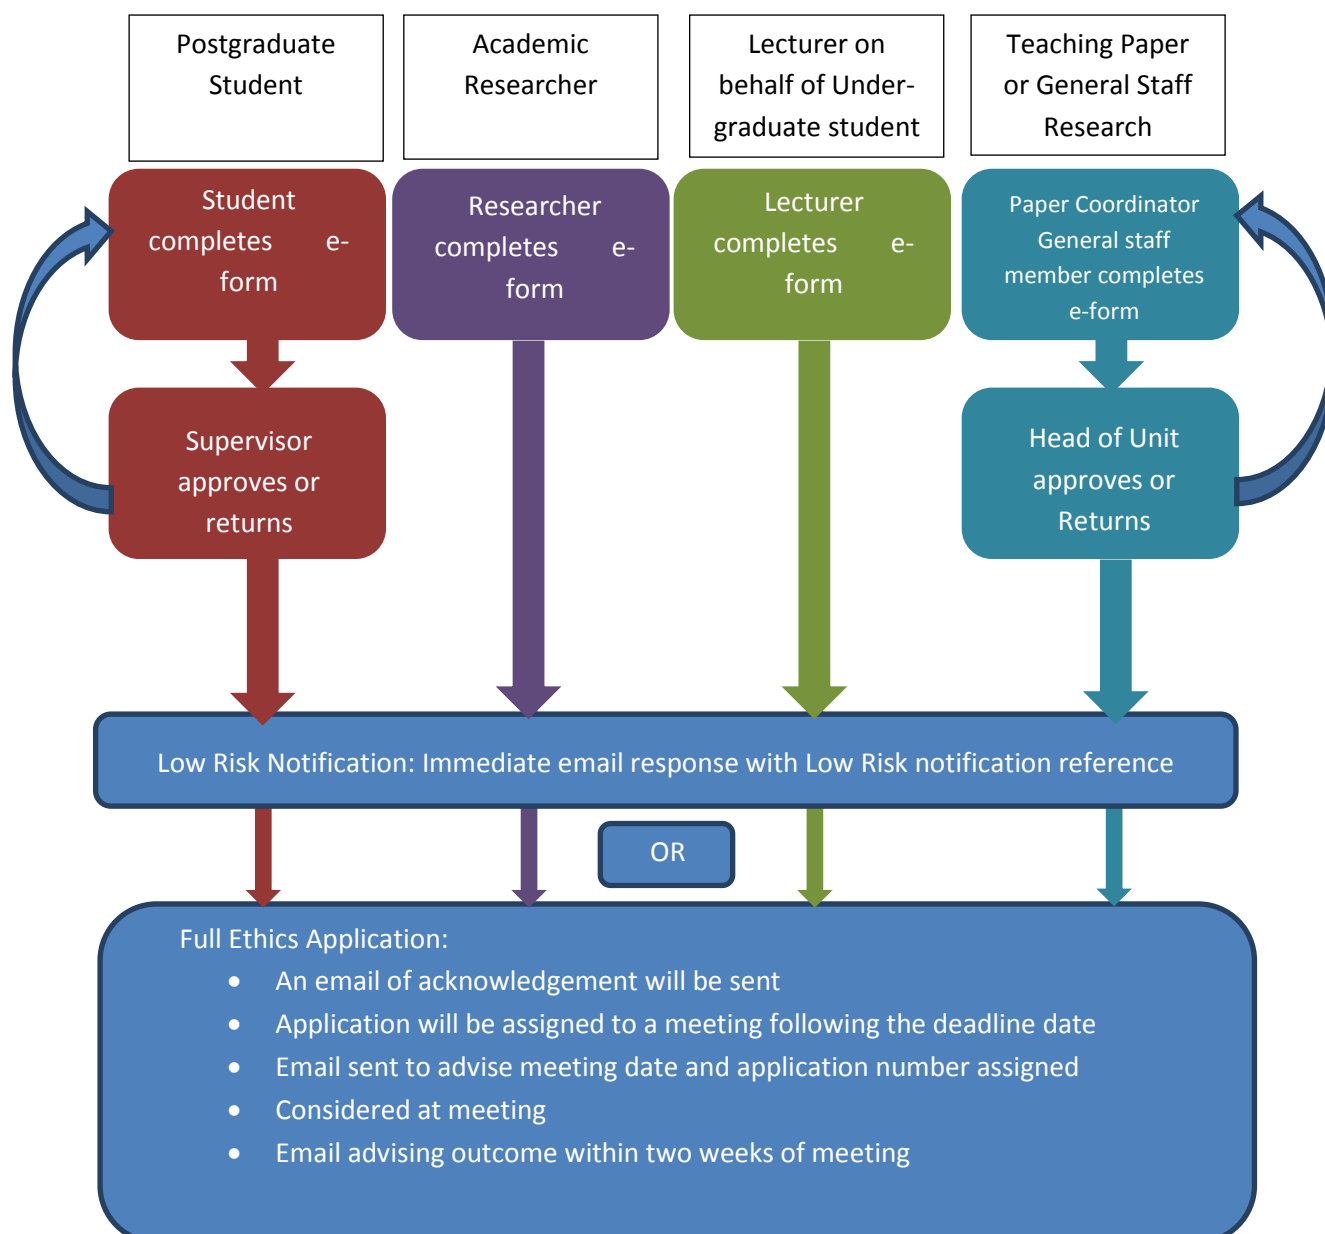 Postgraduate
Student
Academic
Researcher
Lecturer on
behalf of Under-
graduate student
Teaching Paper
or General Staff
Research
Student
completes e-
form
Researcher
completes e-
form
Lecturer
completes e-
form
Paper Coordinator
General staff
member completes
e-form
Supervisor
approves or
returns
Head of Unit
approves or
Returns
Low Risk Notification: Immediate email response with Low Risk notification reference
OR
Full Ethics Application:
• An email of acknowledgement will be sent
• Application will be assigned to a meeting following the deadline date
• Email sent to advise meeting date and application number assigned
• Considered at meeting
• Email advising outcome within two weeks of meeting